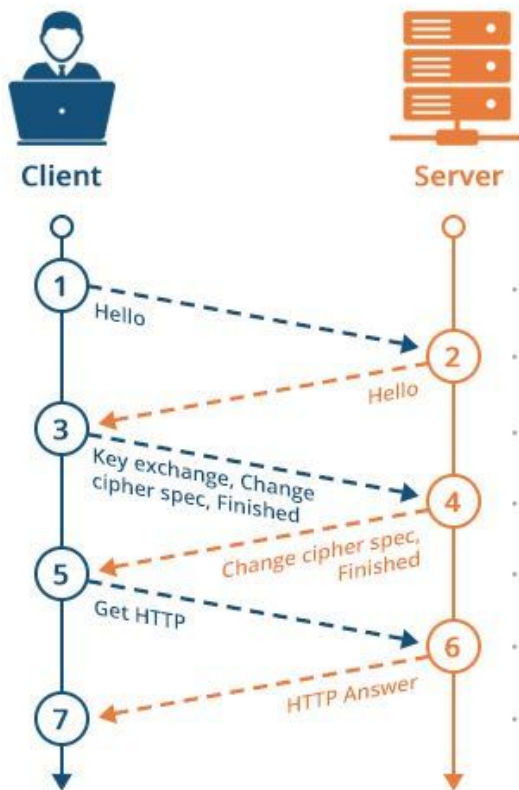 Client
Server
1
Hello
2
Hello
3
Key exchange, Change
cipher spec, Finished
4
Change cipher spec,
Finished
5
Get HTTP
6
HTTP Answer
7